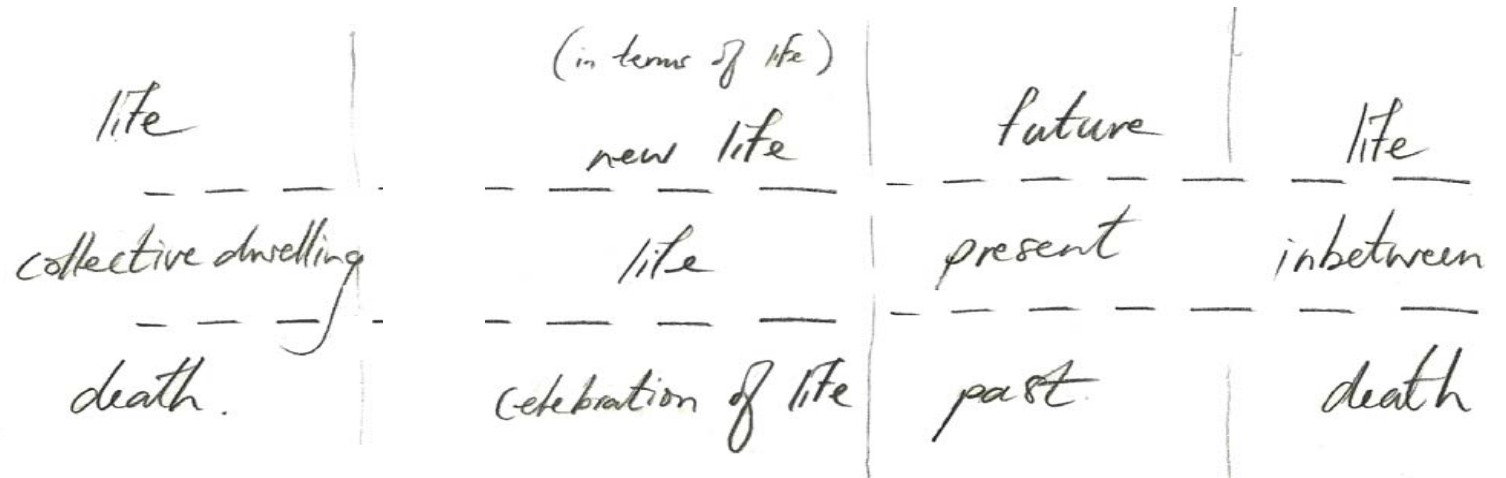 (in terms of life)
life new life future life
collective dwelling life present inbetween
death. celebration of life past death